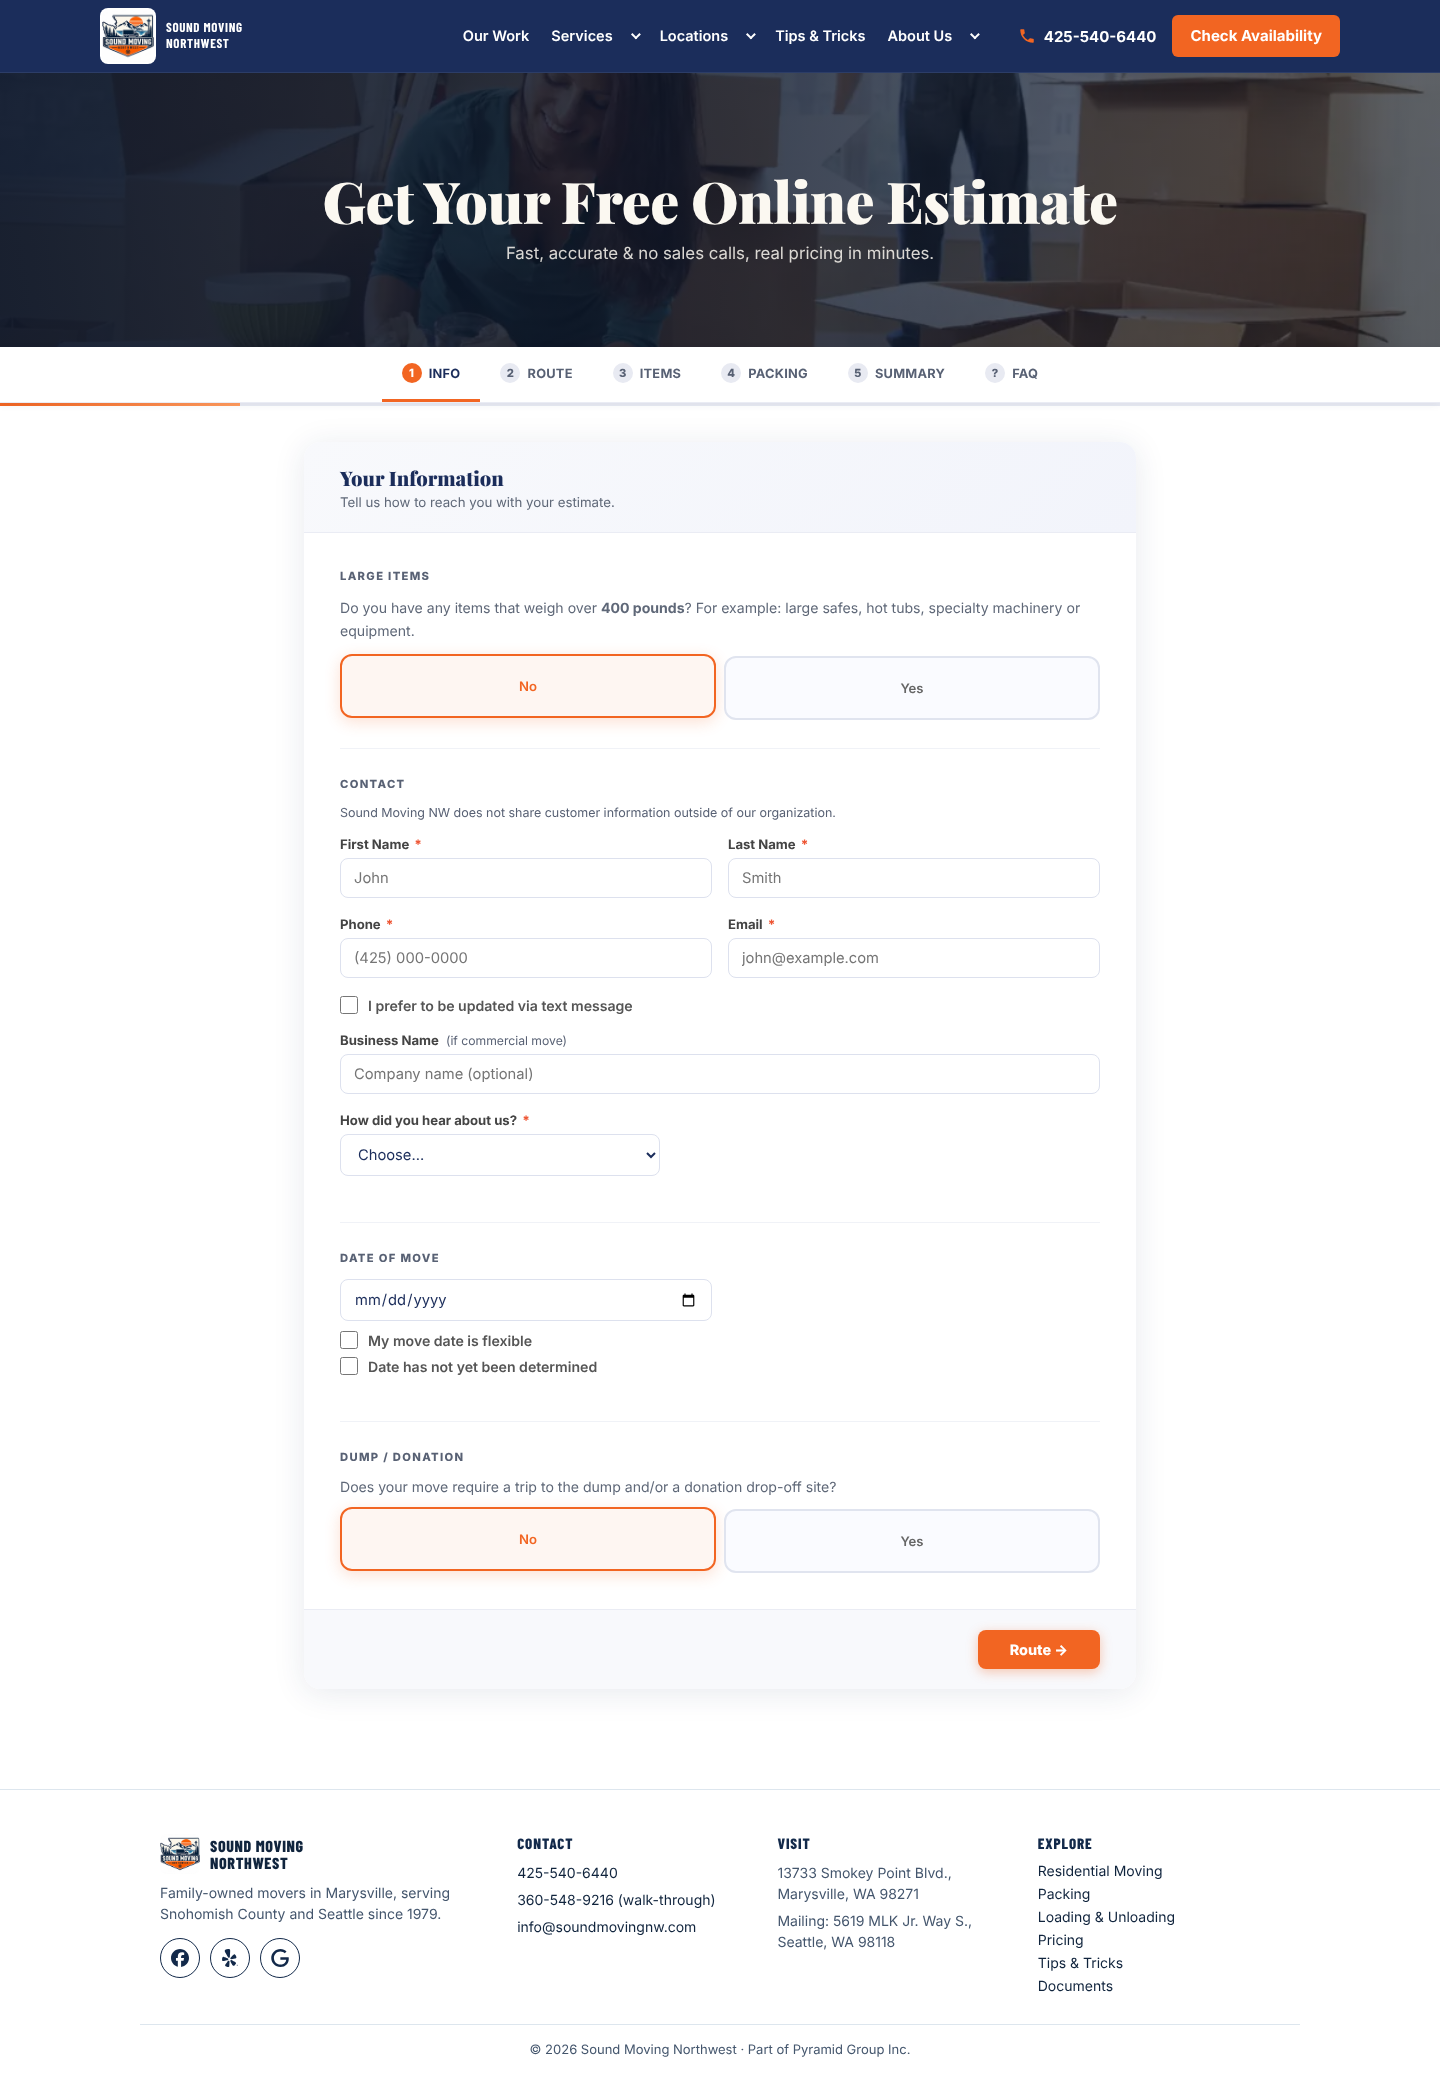 SOUND MOVING
SOUND MOVING
NORTHWEST
Our Work Services Locations Tips & Tricks About Us 425-540-6440 Check Availability
Get Your Free Online Estimate
Fast, accurate & no sales calls, real pricing in minutes.
1 INFO 2 ROUTE 3 ITEMS 4 PACKING 5 SUMMARY ? FAQ
Your Information
Tell us how to reach you with your estimate.
LARGE ITEMS
Do you have any items that weigh over 400 pounds? For example: large safes, hot tubs, specialty machinery or
equipment.
No Yes
CONTACT
Sound Moving NW does not share customer information outside of our organization.
First Name * Last Name *
John Smith
Phone * Email *
(425) 000-0000 john@example.com
I prefer to be updated via text message
Business Name (if commercial move)
Company name (optional)
How did you hear about us? *
Choose...
DATE OF MOVE
mm/dd/yyyy
My move date is flexible
Date has not yet been determined
DUMP / DONATION
Does your move require a trip to the dump and/or a donation drop-off site?
No Yes
Route →
SOUND MOVING
SOUND MOVING
NORTHWEST
Family-owned movers in Marysville, serving
Snohomish County and Seattle since 1979.
CONTACT
425-540-6440
360-548-9216 (walk-through)
info@soundmovingnw.com
VISIT
13733 Smokey Point Blvd.,
Marysville, WA 98271
Mailing: 5619 MLK Jr. Way S.,
Seattle, WA 98118
EXPLORE
Residential Moving
Packing
Loading & Unloading
Pricing
Tips & Tricks
Documents
© 2026 Sound Moving Northwest · Part of Pyramid Group Inc.